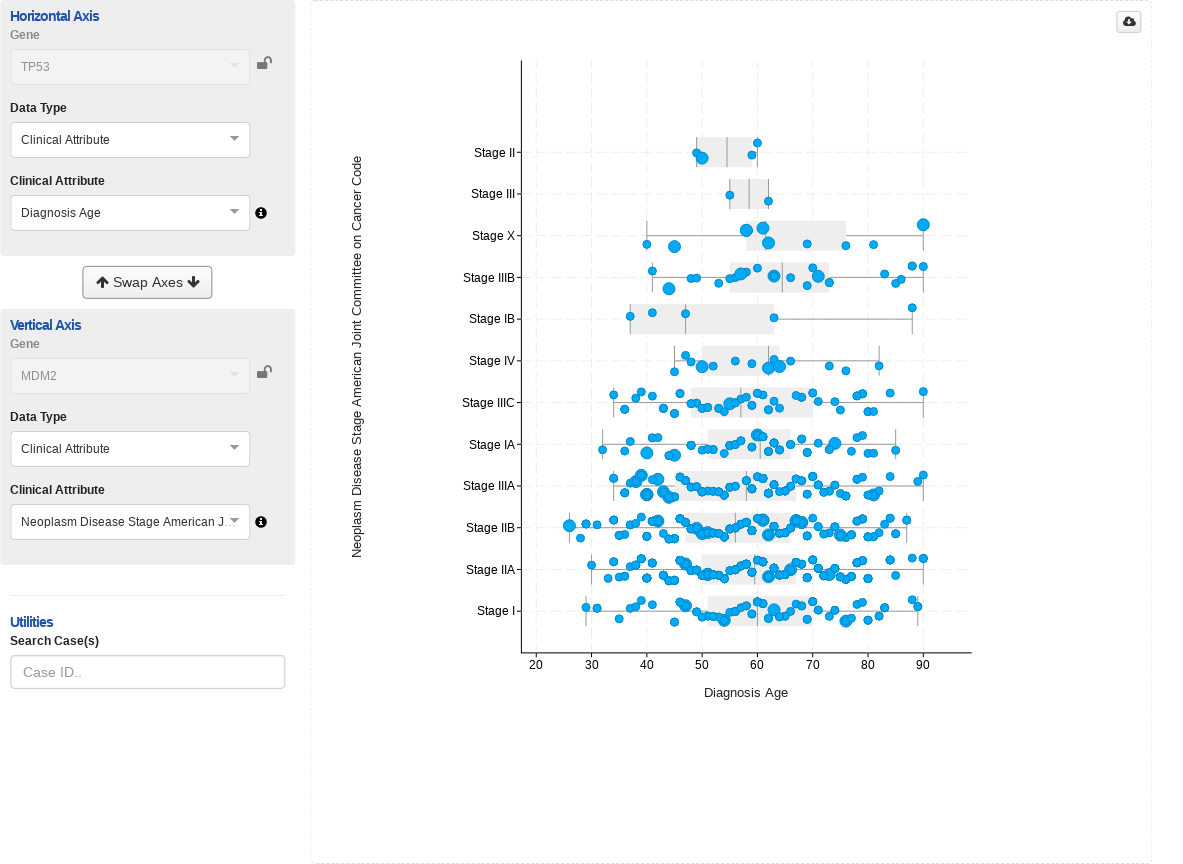 Horizontal Axis
Gene
TP53
Data Type
Clinical Attribute
Clinical Attribute
Diagnosis Age
Swap Axes
Vertical Axis
Gene
MDM2
Data Type
Clinical Attribute
Clinical Attribute
Neoplasm Disease Stage American J...
Utilities
Search Case(s)
Case ID..
Neoplasm Disease Stage American Joint Committee on Cancer Code
Stage II
Stage III
Stage X
Stage IIIB
Stage IB
Stage IV
Stage IIIC
Stage IA
Stage IIIA
Stage IIB
Stage IIA
Stage I
20 30 40 50 60 70 80 90
Diagnosis Age